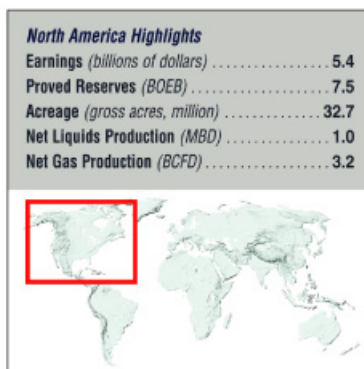 North America Highlights
Earnings (billions of dollars) ..................... 5.4
Proved Reserves (BOEB) ..................... 7.5
Acreage (gross acres, million) ..................... 32.7
Net Liquids Production (MBD) ..................... 1.0
Net Gas Production (BCFD) ..................... 3.2